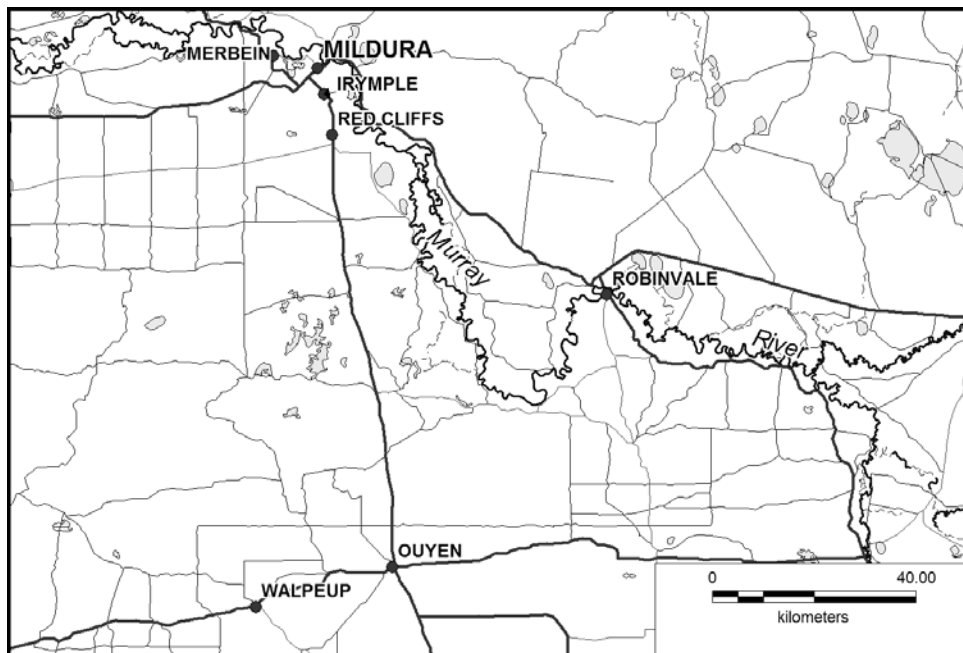 MERBEIN
MILDURA
IRYMPLE
RED CLIFFS
Murray
ROBINVALE
River
OUYEN
WALPEUP
0 40.00
kilometers